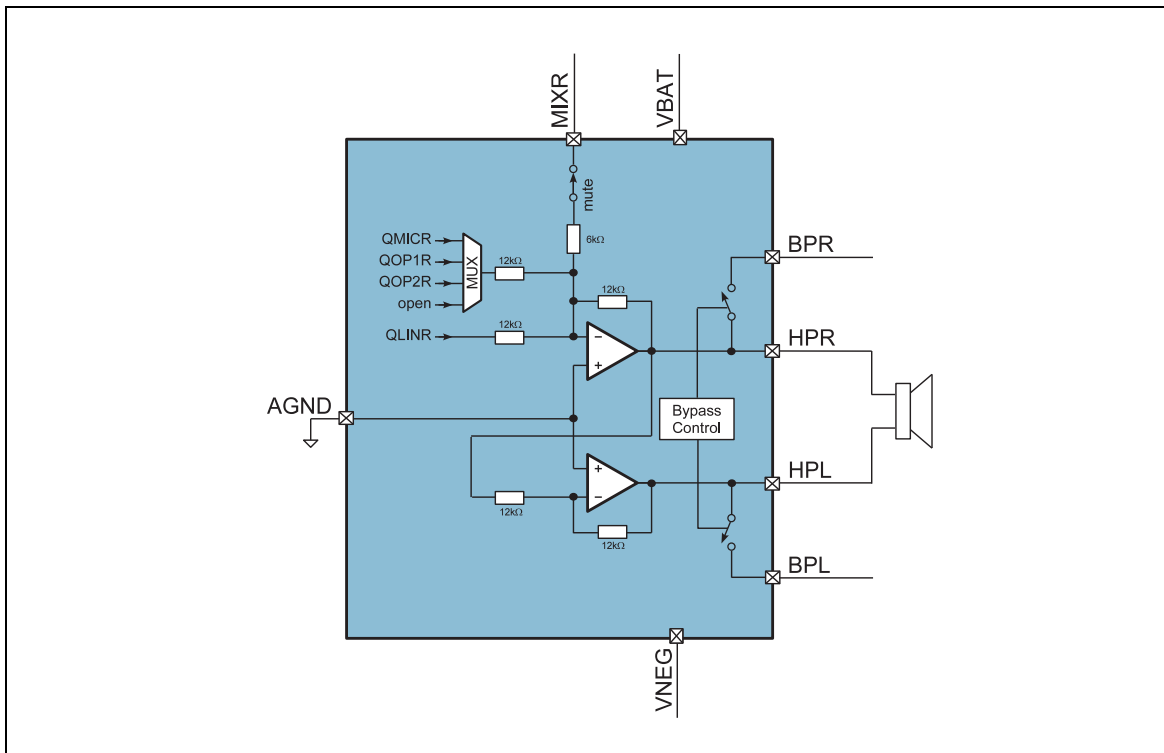 MIXR
VBAT
mute
6kΩ
QMICR
QOP1R
QOP2R
open
MUX
12kΩ
12kΩ
QLINR
12kΩ
BPR
HPR
AGND
Bypass
Control
HPL
12kΩ
12kΩ
BPL
VNEG
−
+
+
−